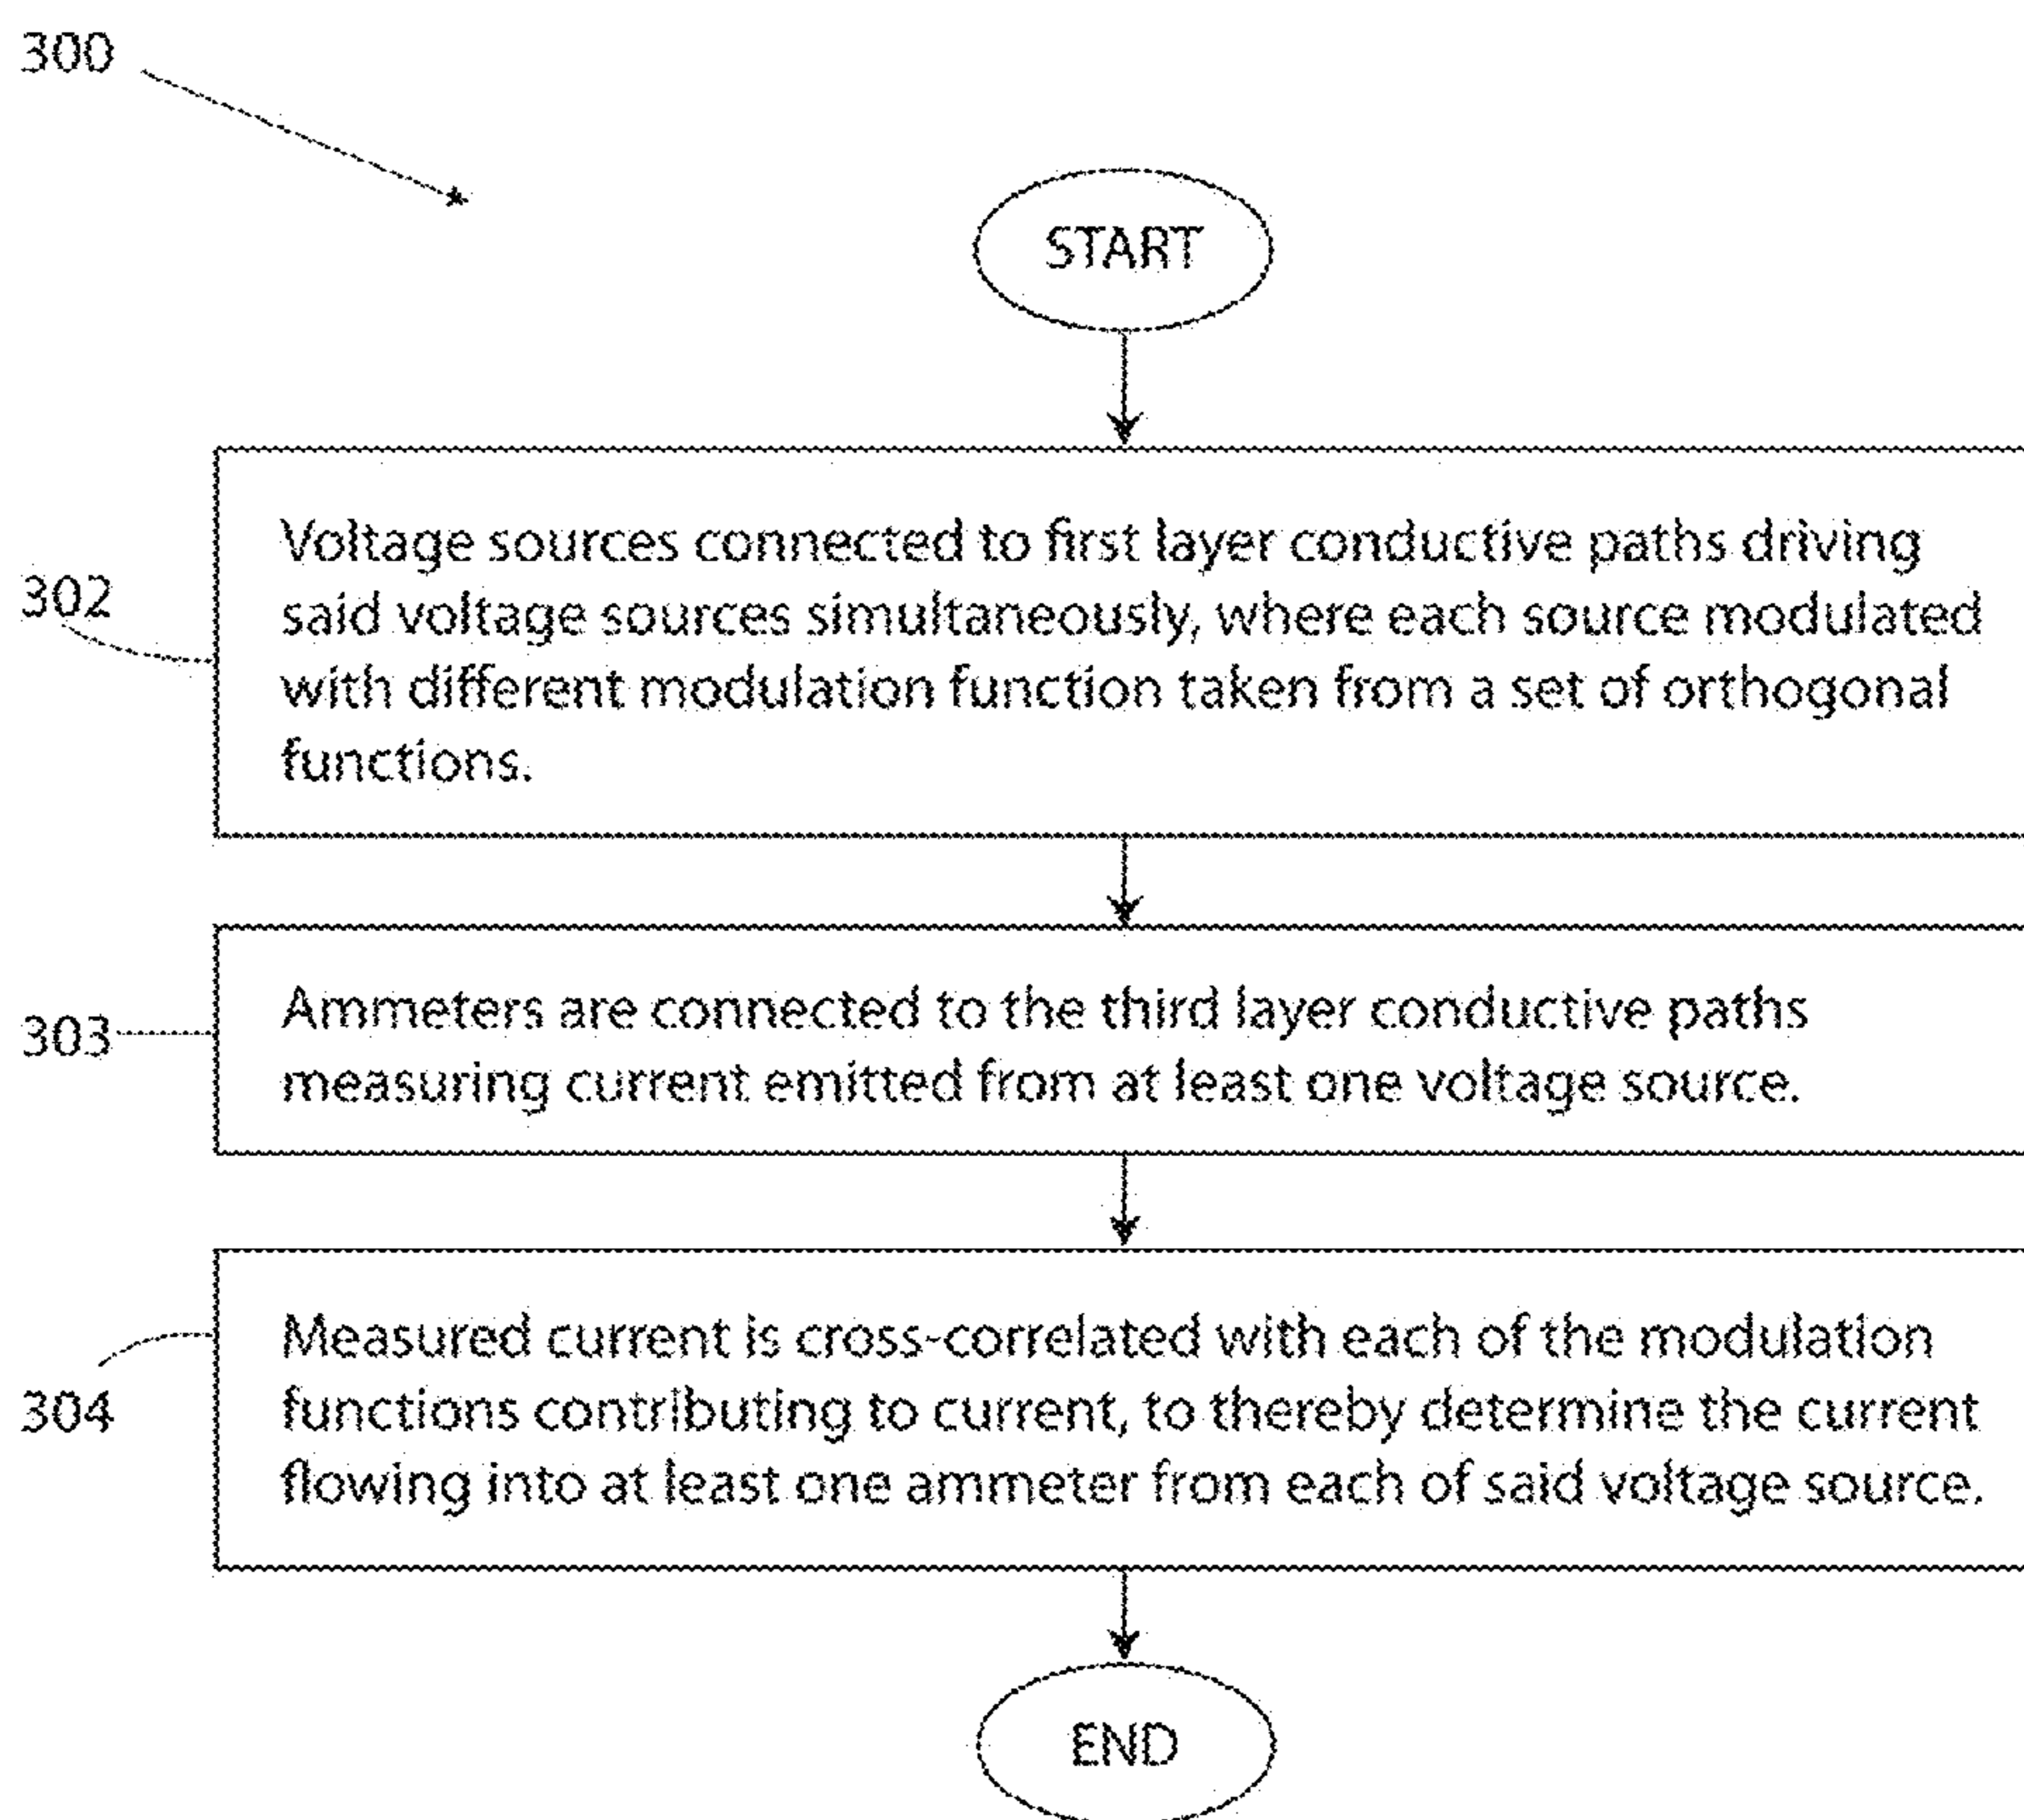 300
START
302
Voltage sources connected to first layer conductive paths driving
said voltage sources simultaneously, where each source modulated
with different modulation function taken from a set of orthogonal
functions.
303
Ammeters are connected to the third layer conductive paths
measuring current emitted from at least one voltage source.
304
Measured current is cross-correlated with each of the modulation
functions contributing to current, to thereby determine the current
flowing into at least one ammeter from each of said voltage source.
END